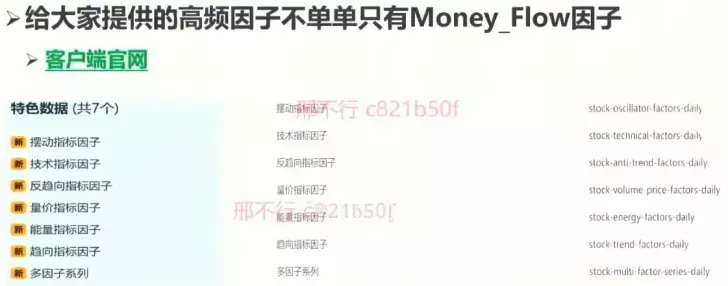 ➢给大家提供的高频因子不单单只有Money_Flow因子
➢ 客户端官网
特色数据 (共7个)
新 摆动指标因子
新 技术指标因子
新 反趋向指标因子
新 量价指标因子
新 能量指标因子
新 趋向指标因子
新 多因子系列
摆动指标因子 stock-oscillator-factors-daily
技术指标因子 stock-technical-factors-daily
反趋向指标因子 stock-anti-trend-factors-daily
量价指标因子 stock-volume-price-factors-daily
能量指标因子 stock-energy-factors-daily
趋向指标因子 stock-trend-factors-daily
多因子系列 stock-multi-factor-series-daily
邢不行 c821b50f
邢不行 c821b50f